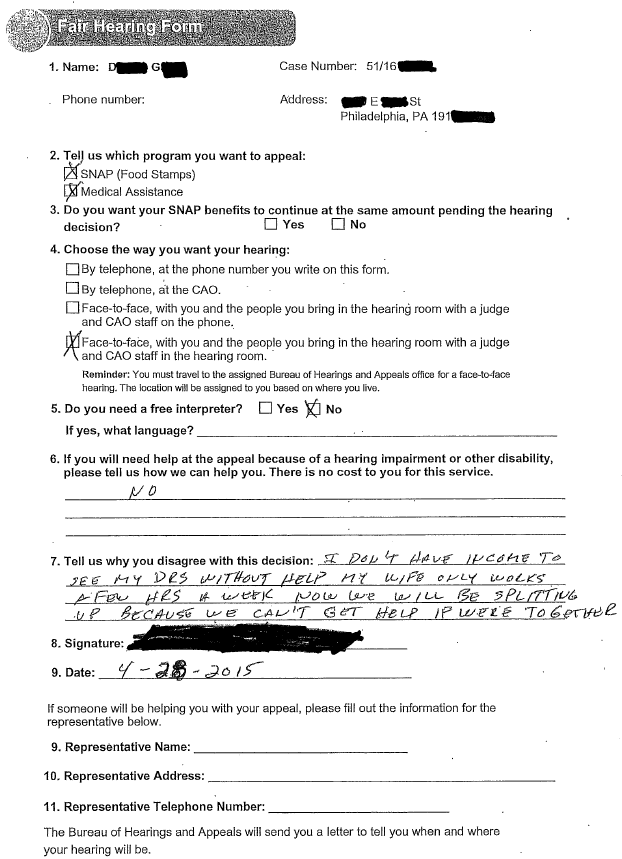 Fair Hearing Form
1. Name: D G
Case Number: 51/16
Phone number:
Address: E St
Philadelphia, PA 191
2. Tell us which program you want to appeal:
SNAP (Food Stamps)
Medical Assistance
3. Do you want your SNAP benefits to continue at the same amount pending the hearing
decision? Yes No
4. Choose the way you want your hearing:
By telephone, at the phone number you write on this form.
By telephone, at the CAO.
Face-to-face, with you and the people you bring in the hearing room with a judge
and CAO staff on the phone.
Face-to-face, with you and the people you bring in the hearing room with a judge
and CAO staff in the hearing room.
Reminder: You must travel to the assigned Bureau of Hearings and Appeals office for a face-to-face
hearing. The location will be assigned to you based on where you live.
5. Do you need a free interpreter? Yes No
If yes, what language?
6. If you will need help at the appeal because of a hearing impairment or other disability,
please tell us how we can help you. There is no cost to you for this service.
NO
7. Tell us why you disagree with this decision: I DON'T HAVE INCOME TO
SEE MY DRS WITHOUT HELP MY WIFE ONLY WORKS
A FEW HRS A WEEK NOW WE WILL BE SPLITTING
UP BECAUSE WE CAN'T GET HELP IF WERE TOGETHER
8. Signature:
9. Date: 4-28-2015
If someone will be helping you with your appeal, please fill out the information for the
representative below.
9. Representative Name:
10. Representative Address:
11. Representative Telephone Number:
The Bureau of Hearings and Appeals will send you a letter to tell you when and where
your hearing will be.